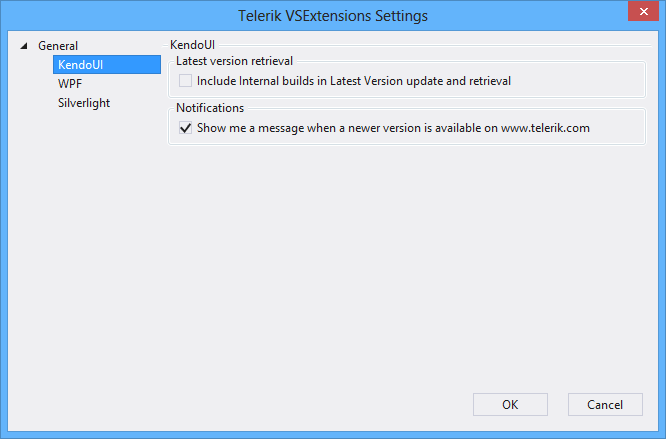 Telerik VSExtensions Settings
General
KendoUI
WPF
Silverlight
KendoUI
Latest version retrieval
Include Internal builds in Latest Version update and retrieval
Notifications
Show me a message when a newer version is available on www.telerik.com
OK
Cancel